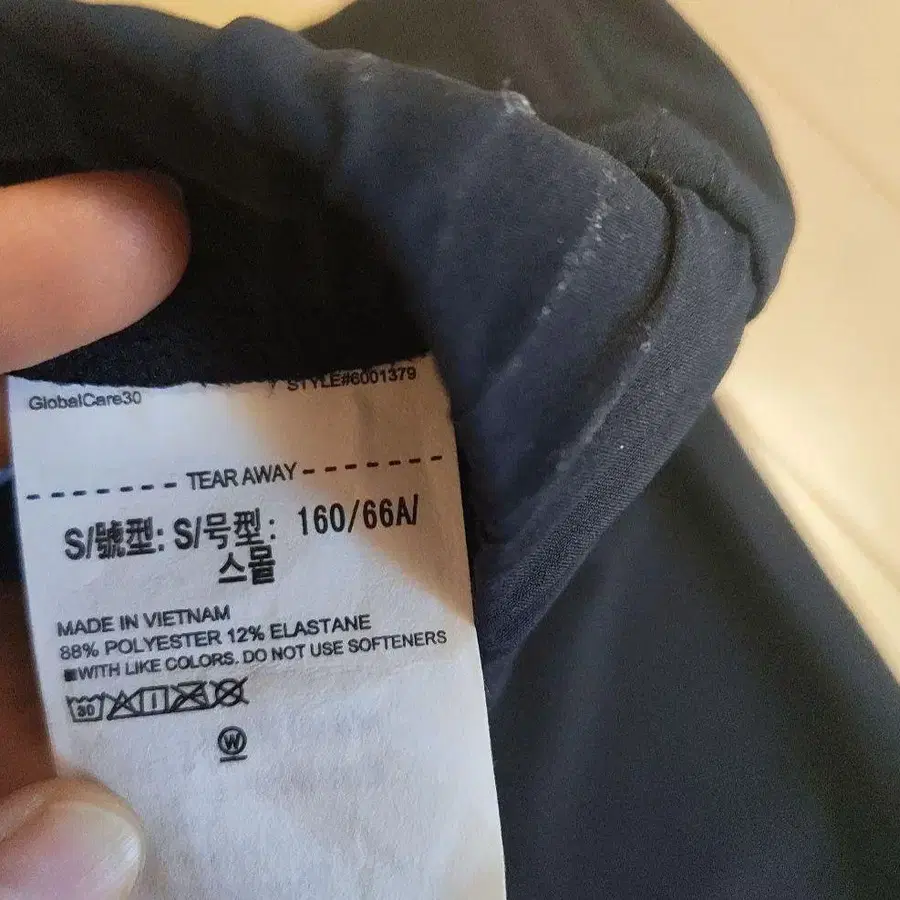 GlobalCare30 STYLE#6001379
TEAR AWAY
S/號型: S/号型: 160/66A/
스몰
MADE IN VIETNAM
88% POLYESTER 12% ELASTANE
WITH LIKE COLORS. DO NOT USE SOFTENERS
30
W